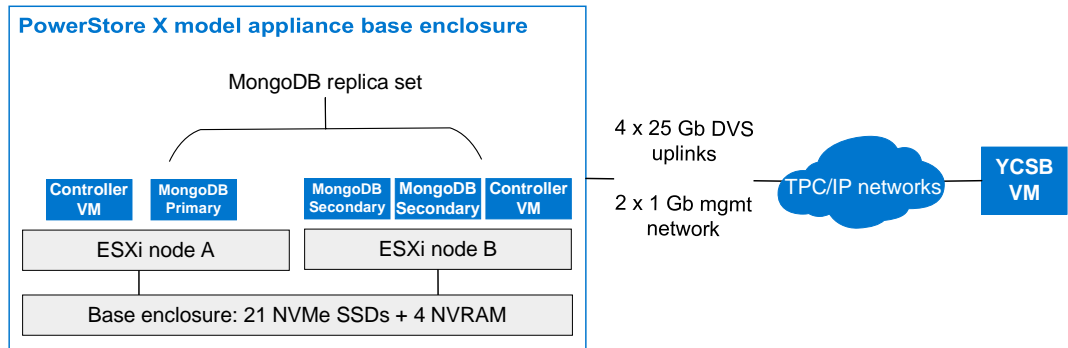 PowerStore X model appliance base enclosure
MongoDB replica set
Controller
VM
MongoDB
Primary
MongoDB
Secondary
MongoDB
Secondary
Controller
VM
ESXi node A
ESXi node B
Base enclosure: 21 NVMe SSDs + 4 NVRAM
4 x 25 Gb DVS
uplinks
2 x 1 Gb mgmt
network
TPC/IP networks
YCSB
VM